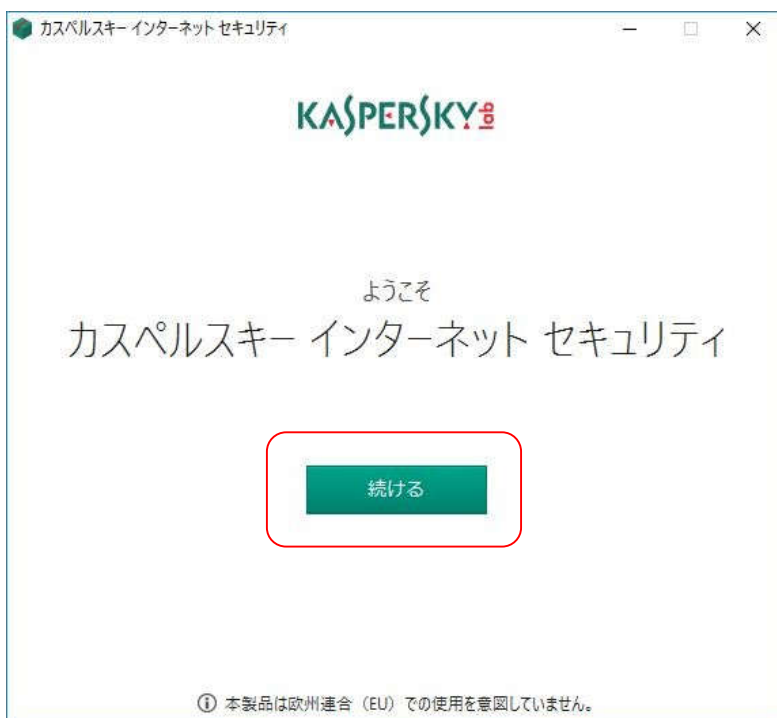 カスペルスキー インターネット セキュリティ
KASPERSKY lab
ようこそ
カスペルスキー インターネット セキュリティ
続ける
本製品は欧州連合（EU）での使用を意図していません。